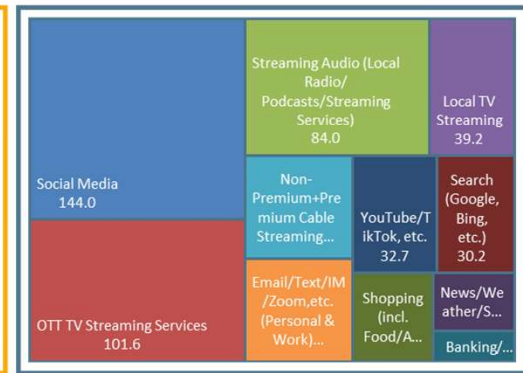 Social Media
144.0
OTT TV Streaming Services
101.6
Streaming Audio (Local
Radio/
Podcasts/Streaming
Services)
84.0
Local TV
Streaming
39.2
Non-
Premium+Pre
mium Cable
Streaming...
YouTube/T
ikTok, etc.
32.7
Search
(Google,
Bing,
etc.)
30.2
Email/Text/IM
/Zoom,etc.
(Personal &
Work)...
Shopping
(incl.
Food/A...
News/We
ather/S...
Banking/...